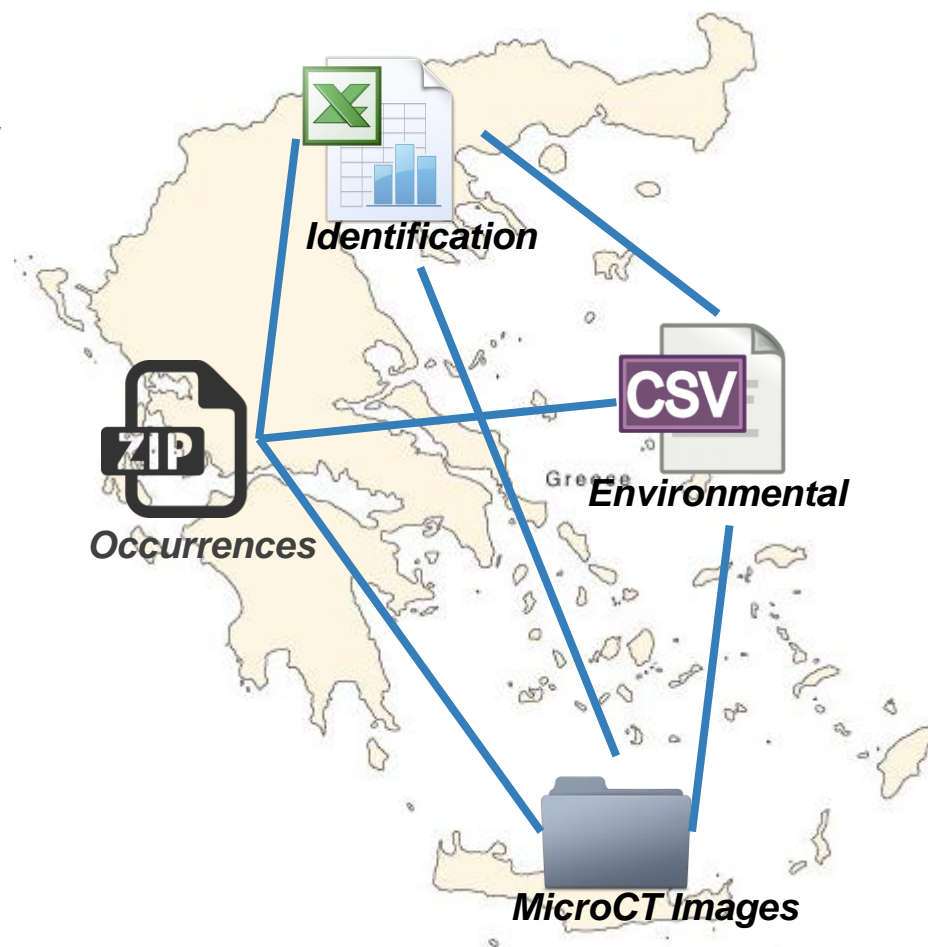 Identification
CSV
Greece
Environmental
ZIP
Occurrences
MicroCT Images